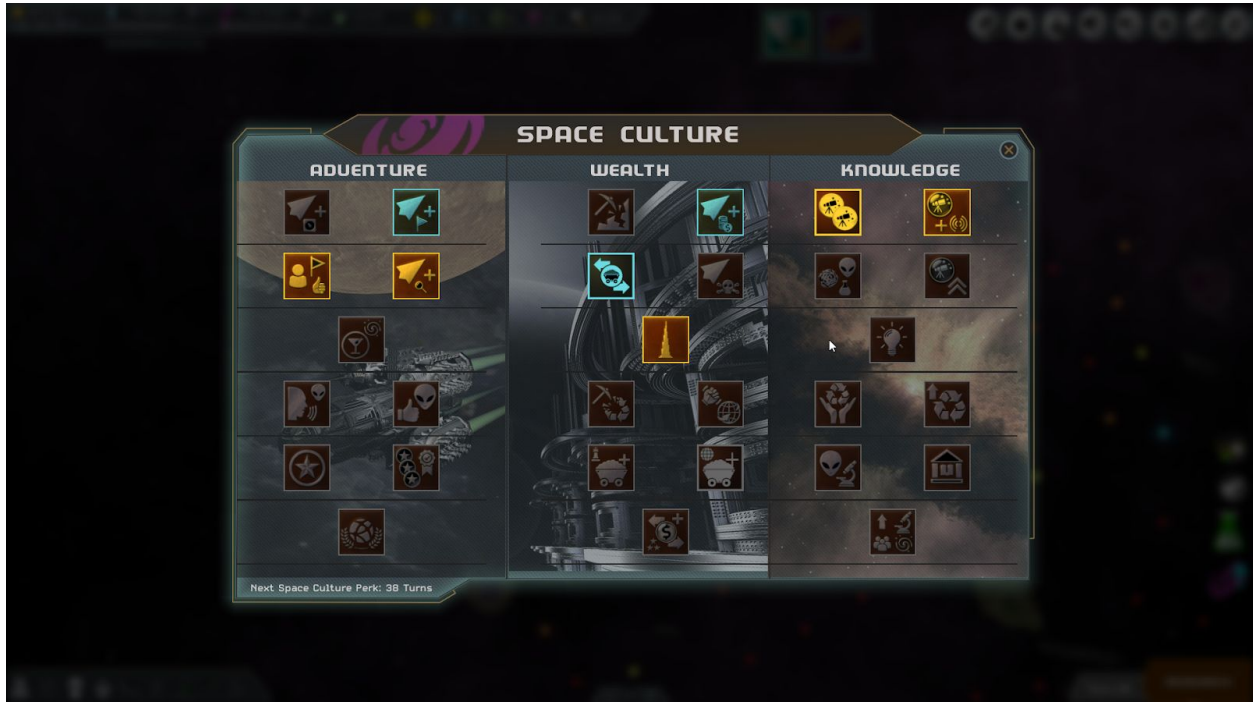 SPACE CULTURE
ADVENTURE
WEALTH
KNOWLEDGE
Next Space Culture Perk: 38 Turns